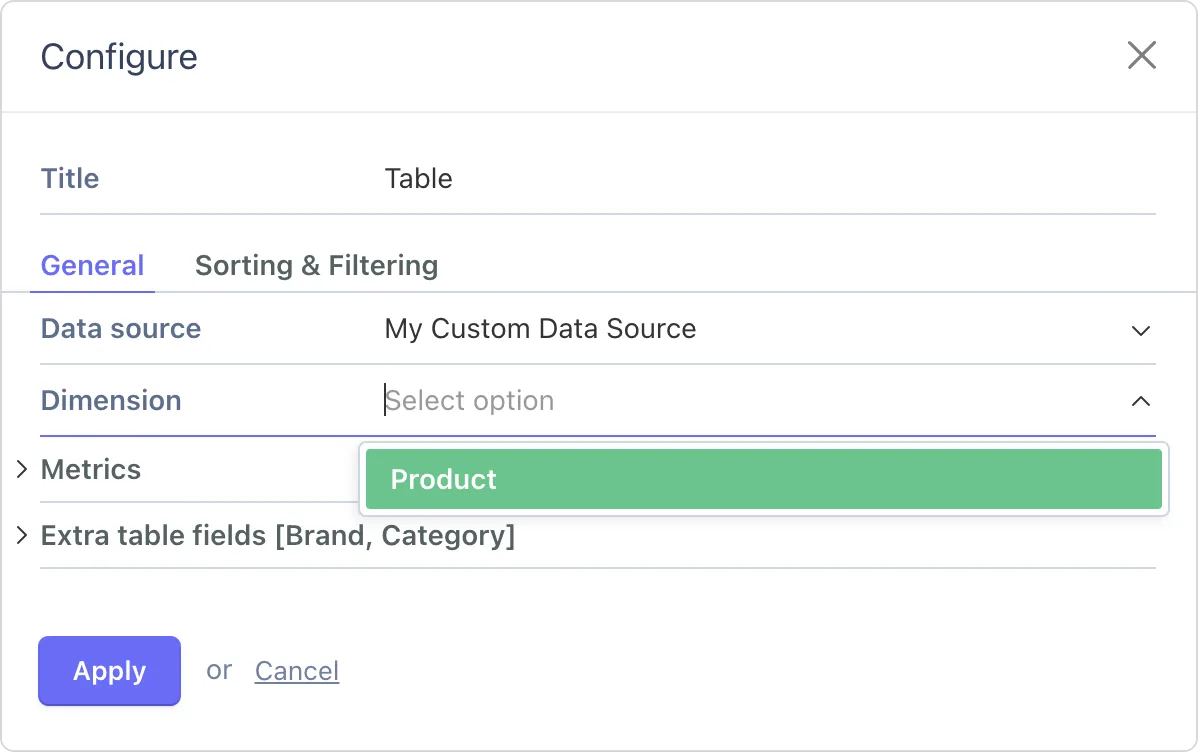 Configure
Title Table
General Sorting & Filtering
Data source My Custom Data Source
Dimension Select option
Metrics Product
Extra table fields [Brand, Category]
Apply or Cancel